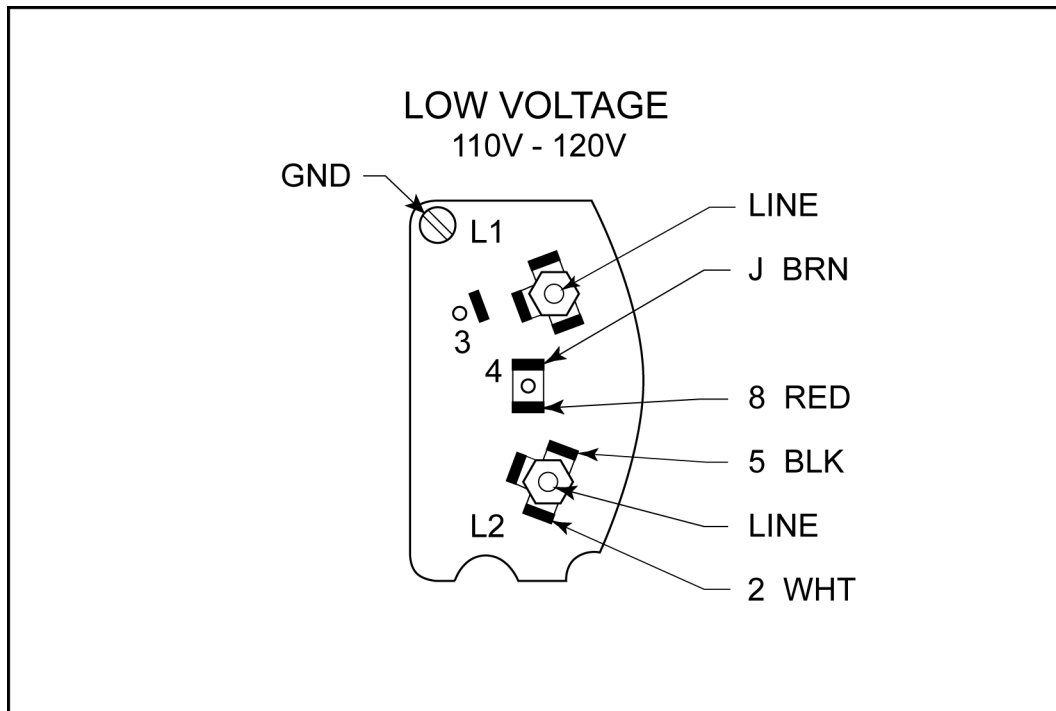 LOW VOLTAGE
110V - 120V
GND
L1
LINE
J BRN
3
4
8 RED
5 BLK
L2
LINE
2 WHT